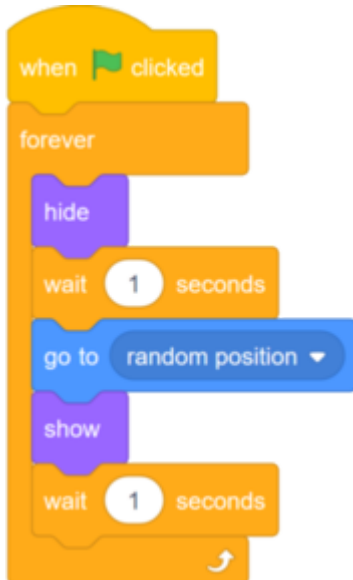 when clicked
forever
hide
wait 1 seconds
go to random position
show
wait 1 seconds